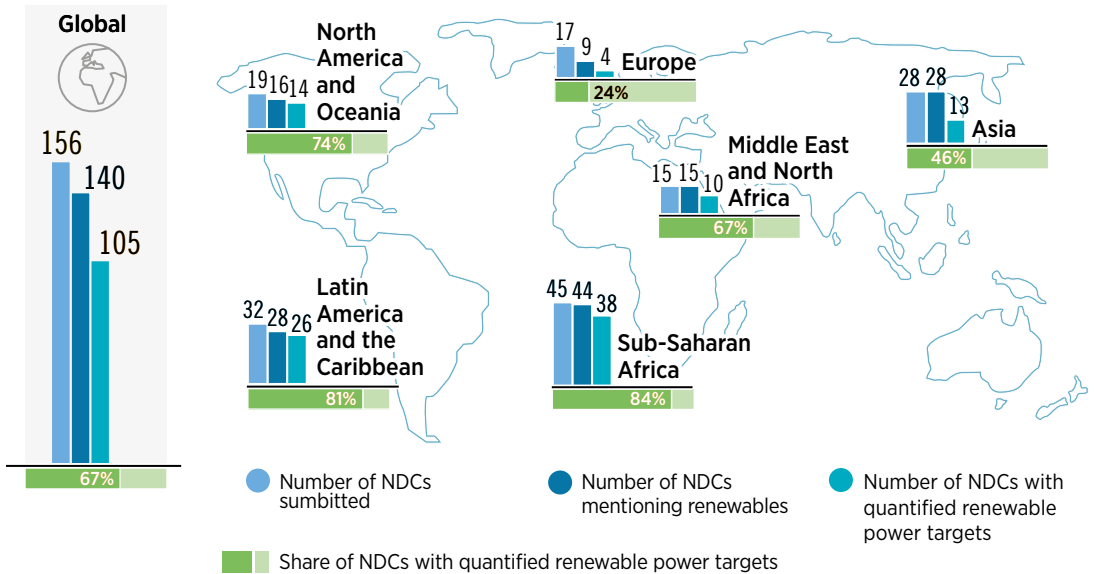 Global
156
140
105
67%
North
America
and
Oceania
19 16 14
74%
17
9
4
Europe
24%
28 28
13
Asia
46%
Middle East
and North
Africa
15 15
10
67%
Latin
America
and the
Caribbean
32 28 26
81%
45 44
38
Sub-Saharan
Africa
84%
Number of NDCs
sumbitted
Number of NDCs
mentioning renewables
Number of NDCs with
quantified renewable
power targets
Share of NDCs with quantified renewable power targets